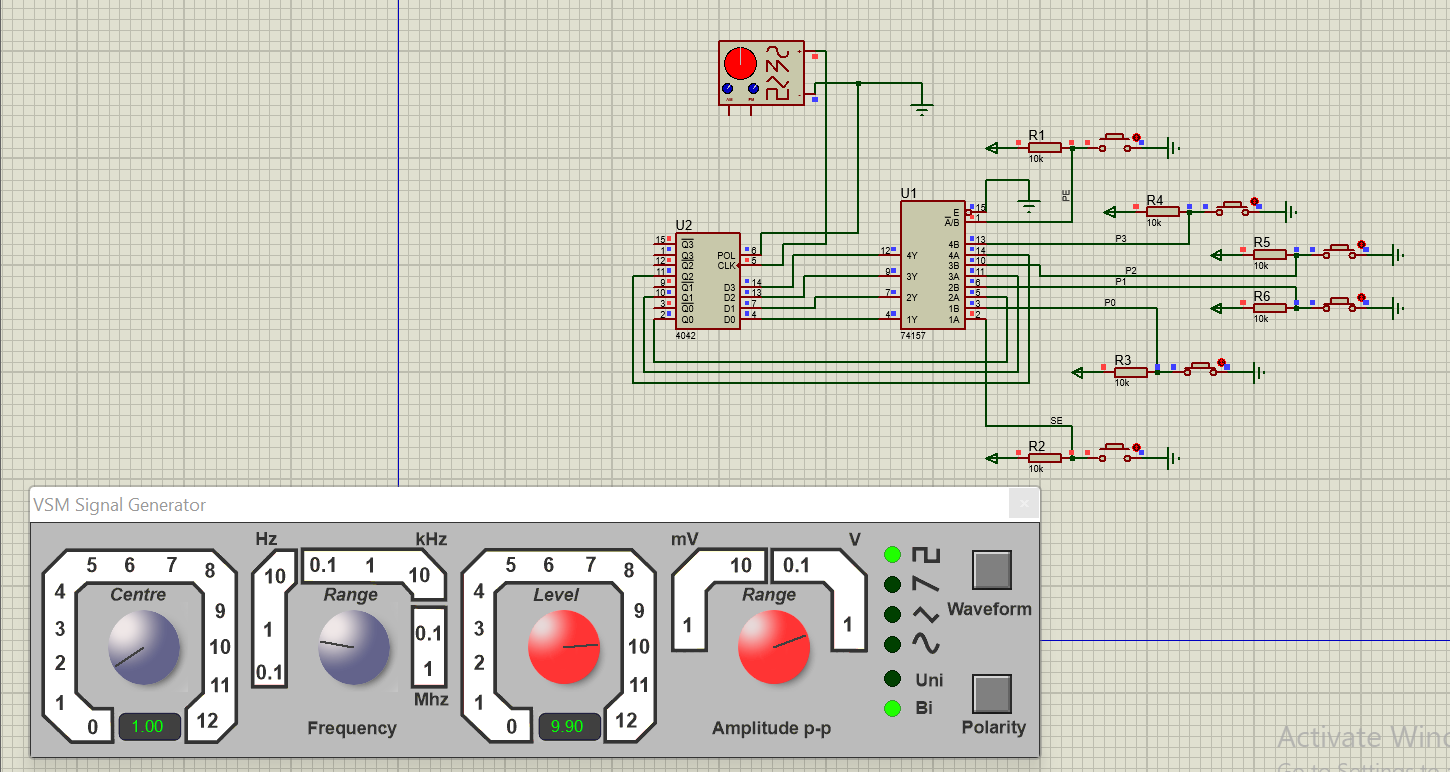 R1
10k
PE
R4
10k
P3
R5
10k
P2
P1
R6
10k
P0
R3
10k
SE
R2
10k
U1
E 15
A/B 1
4B 13
12 4Y 4A 14
3B 10
9 3Y 3A 11
2B 6
7 2Y 2A 5
1B 3
4 1Y 1A 2
74157
U2
15 Q3
1 Q3 POL 6
12 Q2 CLK 5
11 Q2
9 Q1 D3 14
10 Q1 D2 13
3 Q0 D1 7
2 Q0 D0 4
4042
VSM Signal Generator
0 1 2 3 4 5 6 7 8 9 10 11 12
Centre
1.00
Hz kHz
0.1 1 10 0.1 1 10 0.1 1
Range
Mhz
Frequency
0 1 2 3 4 5 6 7 8 9 10 11 12
Level
9.90
mV V
1 10 0.1 1
Range
Amplitude p-p
Waveform
Uni
Bi
Polarity
Activate Win